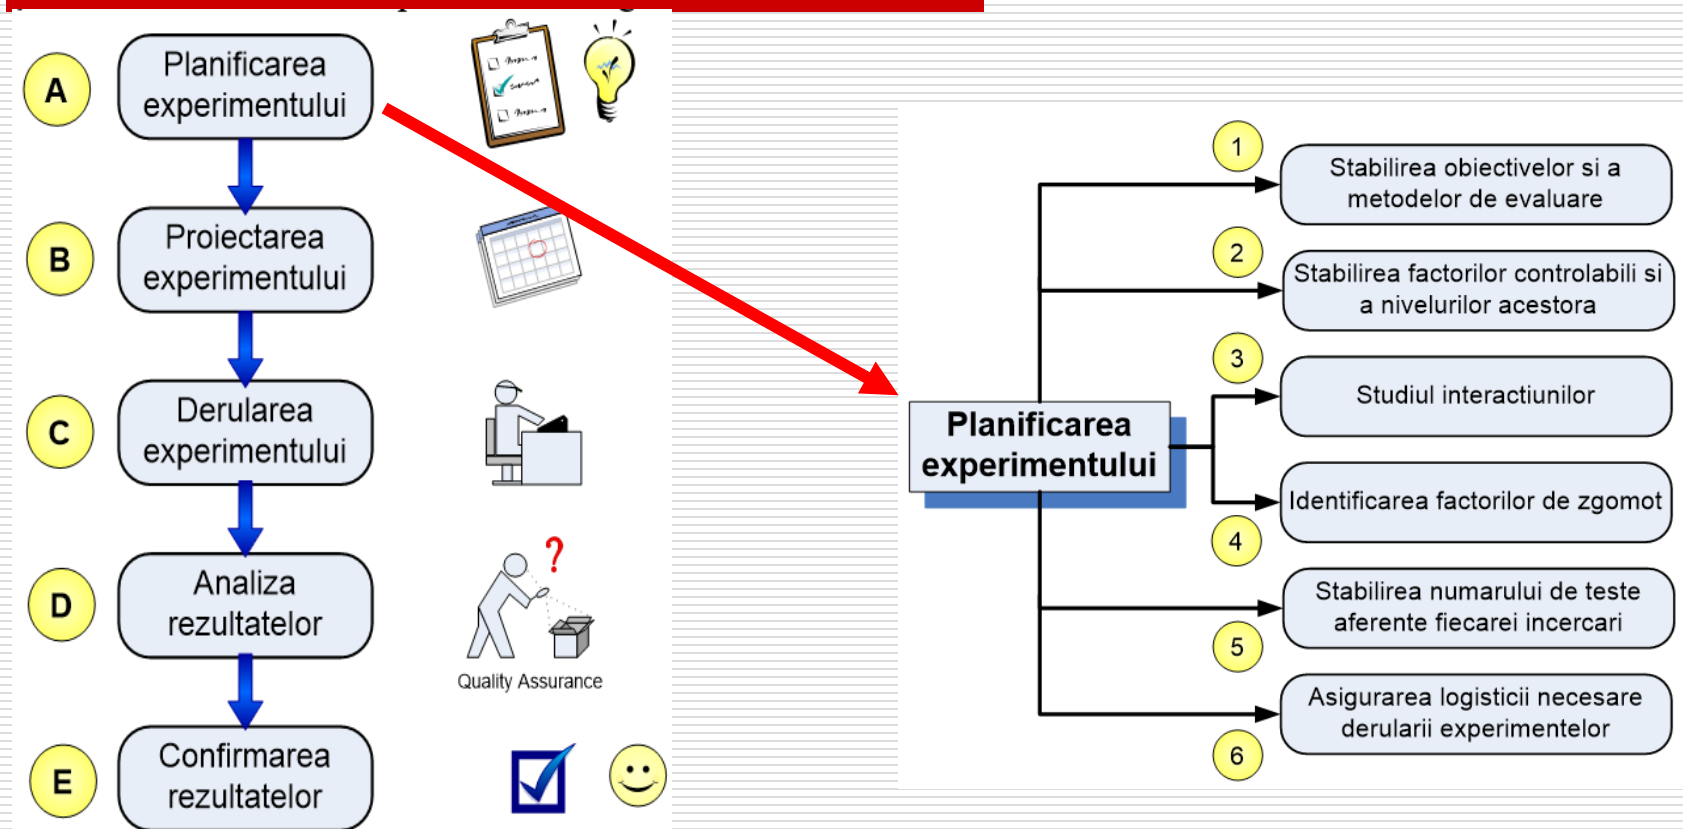 A
Planificarea
experimentului
B
Proiectarea
experimentului
C
Derularea
experimentului
D
Analiza
rezultatelor
Quality Assurance
E
Confirmarea
rezultatelor
Planificarea
experimentului
1
Stabilirea obiectivelor si a
metodelor de evaluare
2
Stabilirea factorilor controlabili si
a nivelurilor acestora
3
Studiul interactiunilor
Identificarea factorilor de zgomot
4
Stabilirea numarului de teste
aferente fiecarei incercari
5
Asigurarea logisticii necesare
derularii experimentelor
6